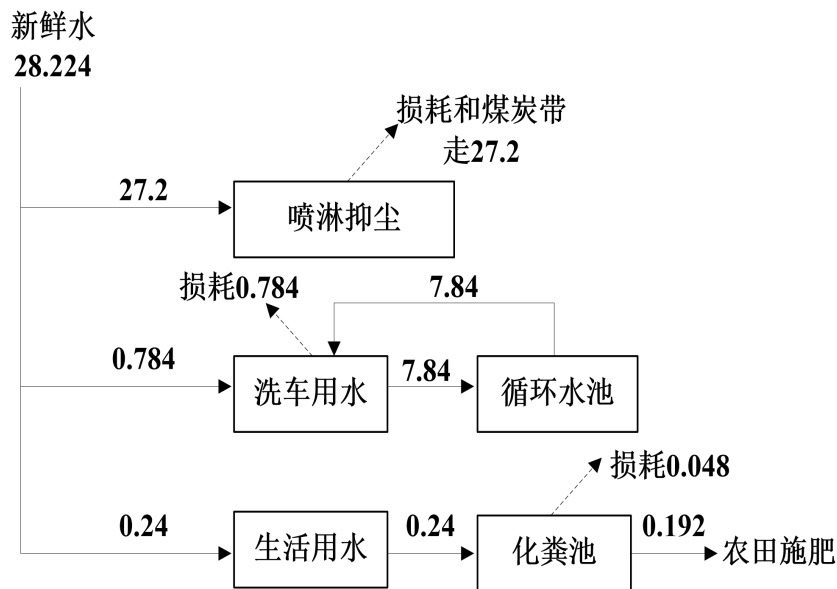 新鲜水
28.224
损耗和煤炭带
走27.2
27.2
喷淋抑尘
损耗0.784
7.84
0.784
洗车用水
7.84
循环水池
损耗0.048
0.24
生活用水
0.24
化粪池
0.192
农田施肥